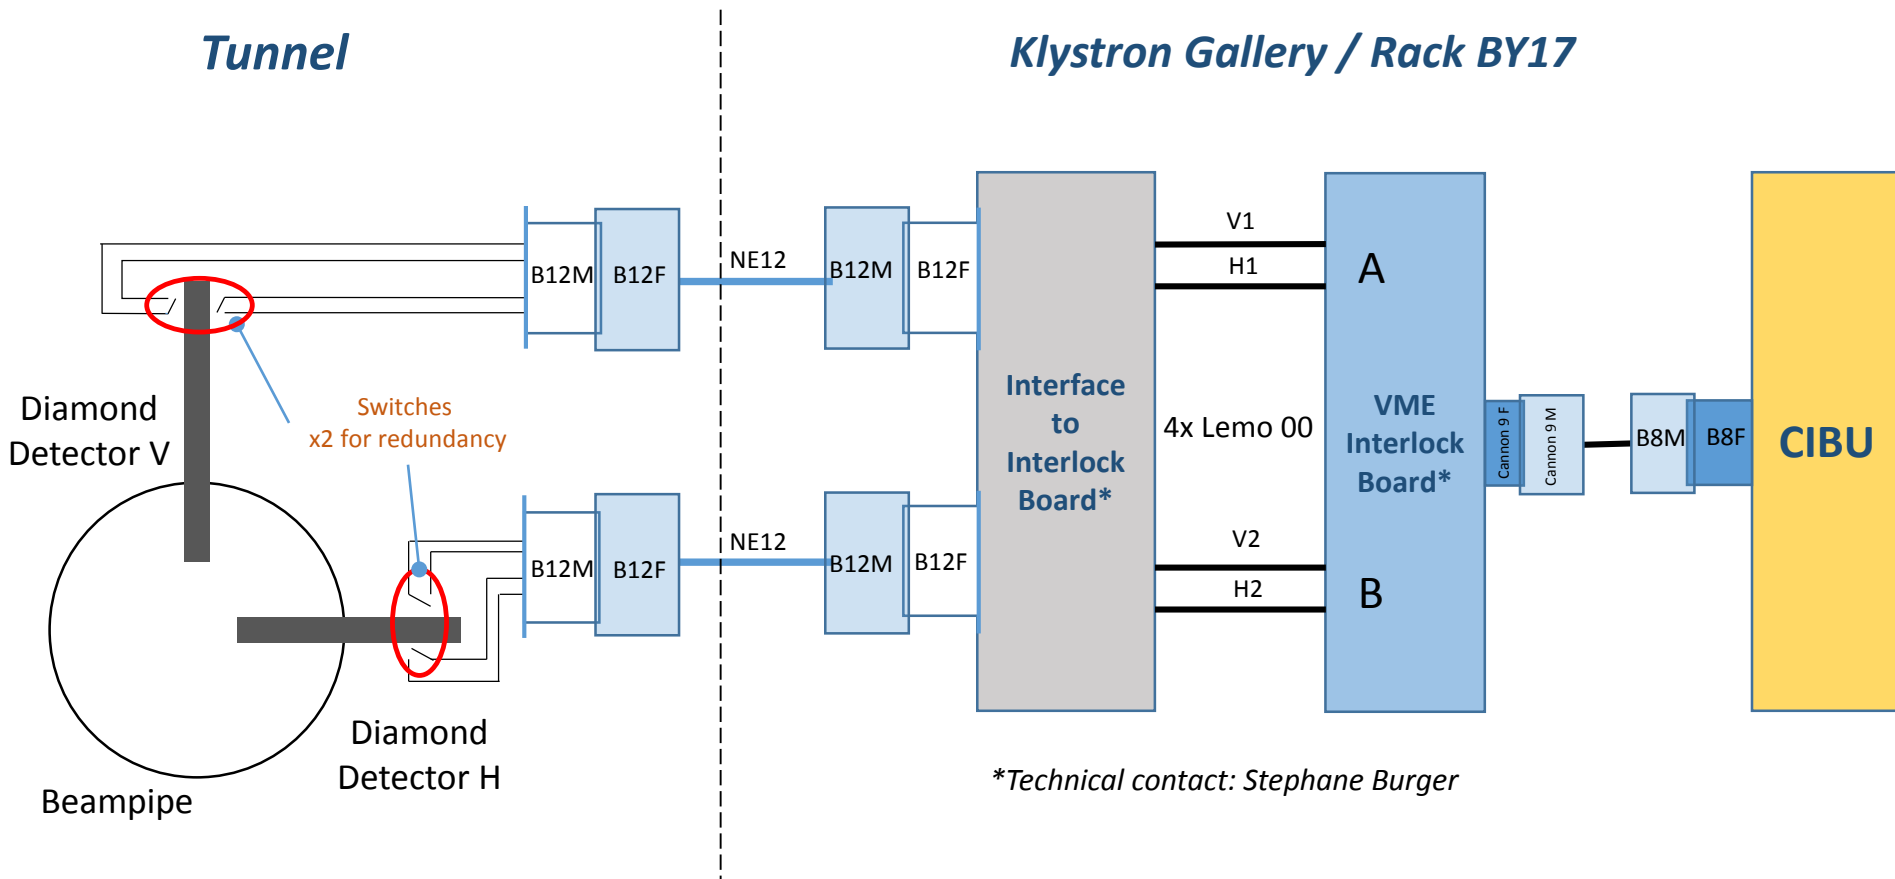 Tunnel
Klystron Gallery / Rack BY17
B12M
B12F
NE12
B12M
B12F
V1
H1
A
Diamond
Detector V
Switches
x2 for redundancy
Interface
to
Interlock
Board*
4x Lemo 00
VME
Interlock
Board*
Cannon 9 F
Cannon 9 M
B8M
B8F
CIBU
B12M
B12F
NE12
B12M
B12F
V2
H2
B
Diamond
Detector H
Beampipe
*Technical contact: Stephane Burger